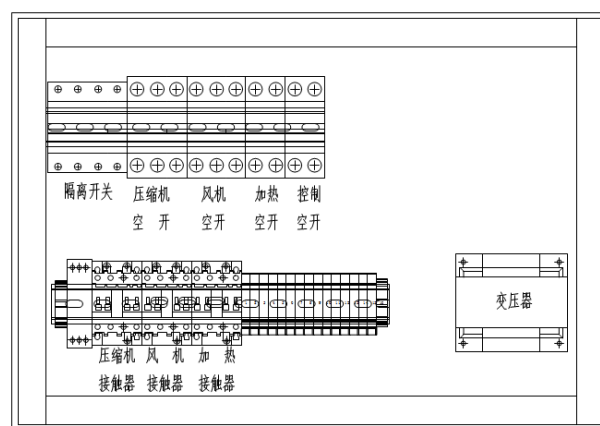 隔离开关 压缩机 风机 加热 控制
空 开 空开 空开 空开
变压器
压缩机 风 机 加 热
接触器 接触器 接触器